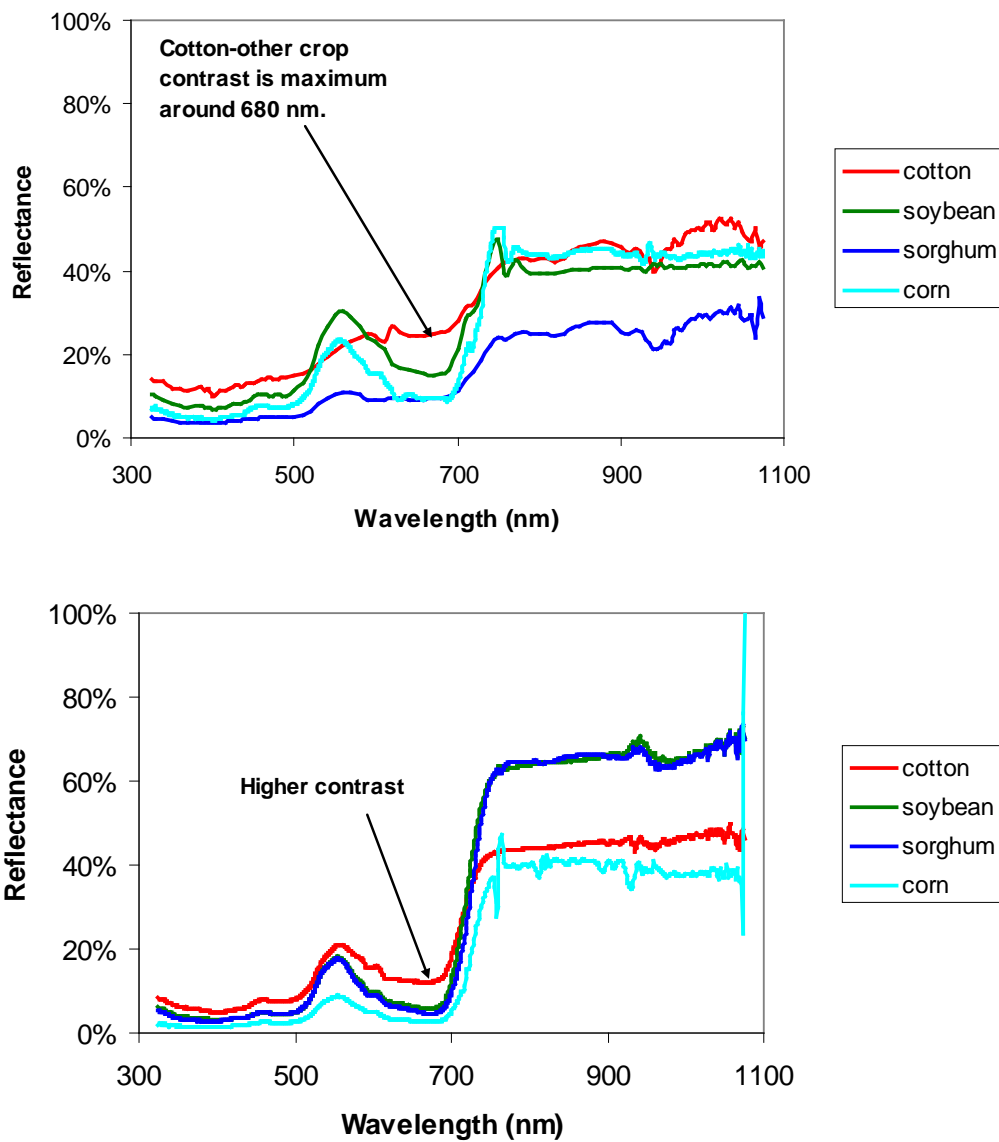 100%
80%
60%
40%
20%
0%
Reflectance
Cotton-other crop
contrast is maximum
around 680 nm.
300
500
700
900
1100
Wavelength (nm)
cotton
soybean
sorghum
corn
100%
80%
60%
40%
20%
0%
Reflectance
Higher contrast
300
500
700
900
1100
Wavelength (nm)
cotton
soybean
sorghum
corn